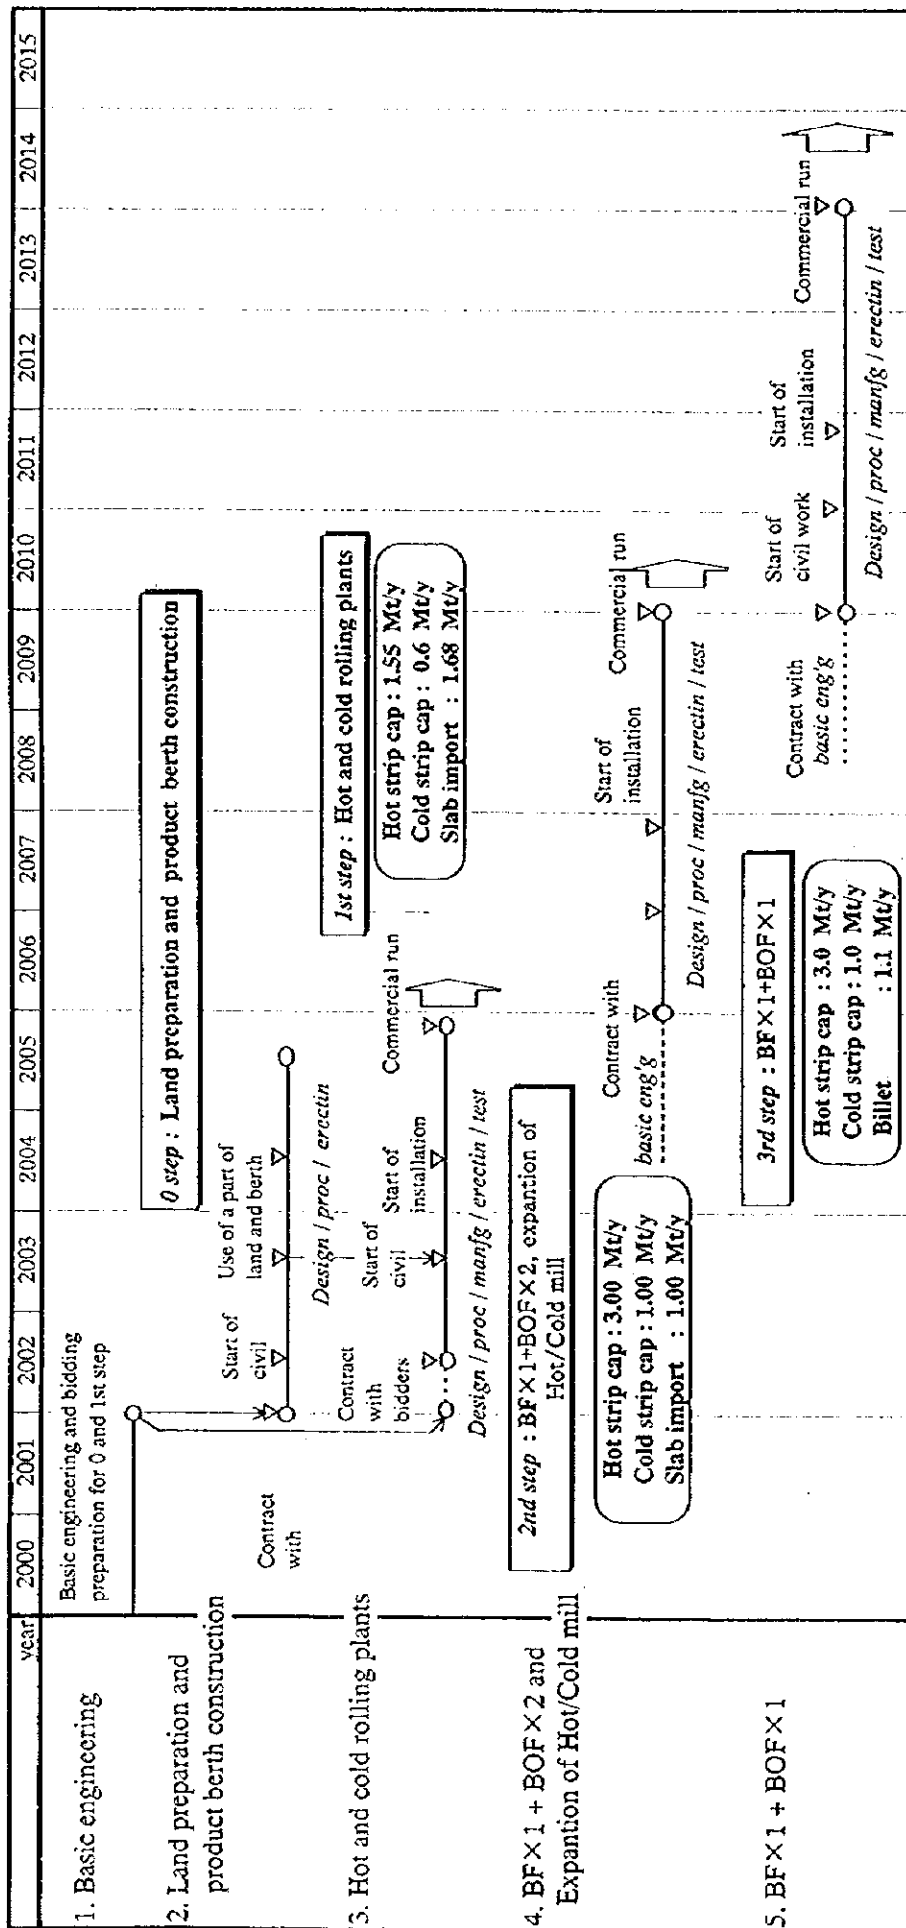 year 2000 2001 2002 2003 2004 2005 2006 2007 2008 2009 2010 2011 2012 2013 2014 2015
1. Basic engineering
Basic engineering and bidding
preparation for 0 and 1st step
2. Land preparation and
product berth construction
0 step : Land preparation and product berth construction
Contract
with
Start of
civil
Use of a part of
land and berth
Design / proc / erectin
3. Hot and cold rolling plants
1st step : Hot and cold rolling plants
Hot strip cap : 1.55 Mt/y
Cold strip cap : 0.6 Mt/y
Slab import : 1.68 Mt/y
Contract
with
bidders
Start of
civil
Start of
installation
Commercial run
Design / proc / manfg / erectin / test
4. BF×1 + BOF×2 and
Expantion of Hot/Cold mill
2nd step : BF×1+BOF×2, expantion of
Hot/Cold mill
Hot strip cap : 3.00 Mt/y
Cold strip cap : 1.00 Mt/y
Slab import : 1.00 Mt/y
Contract with
basic eng'g
Start of
installation
Commercial run
Design / proc / manfg / erectin / test
5. BF×1 + BOF×1
3rd step : BF×1+BOF×1
Hot strip cap : 3.0 Mt/y
Cold strip cap : 1.0 Mt/y
Billet : 1.1 Mt/y
Contract with
basic eng'g
Start of
civil work
Start of
installation
Commercial run
Design / proc / manfg / erectin / test